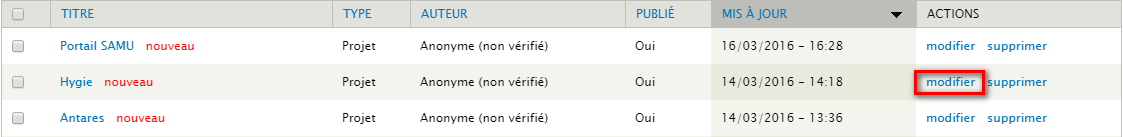 TITRE TYPE AUTEUR PUBLIÉ MIS À JOUR ACTIONS
Portail SAMU nouveau Projet Anonyme (non vérifié) Oui 16/03/2016 - 16:28 modifier supprimer
Hygie nouveau Projet Anonyme (non vérifié) Oui 14/03/2016 - 14:18 modifier supprimer
Antares nouveau Projet Anonyme (non vérifié) Oui 14/03/2016 - 13:36 modifier supprimer